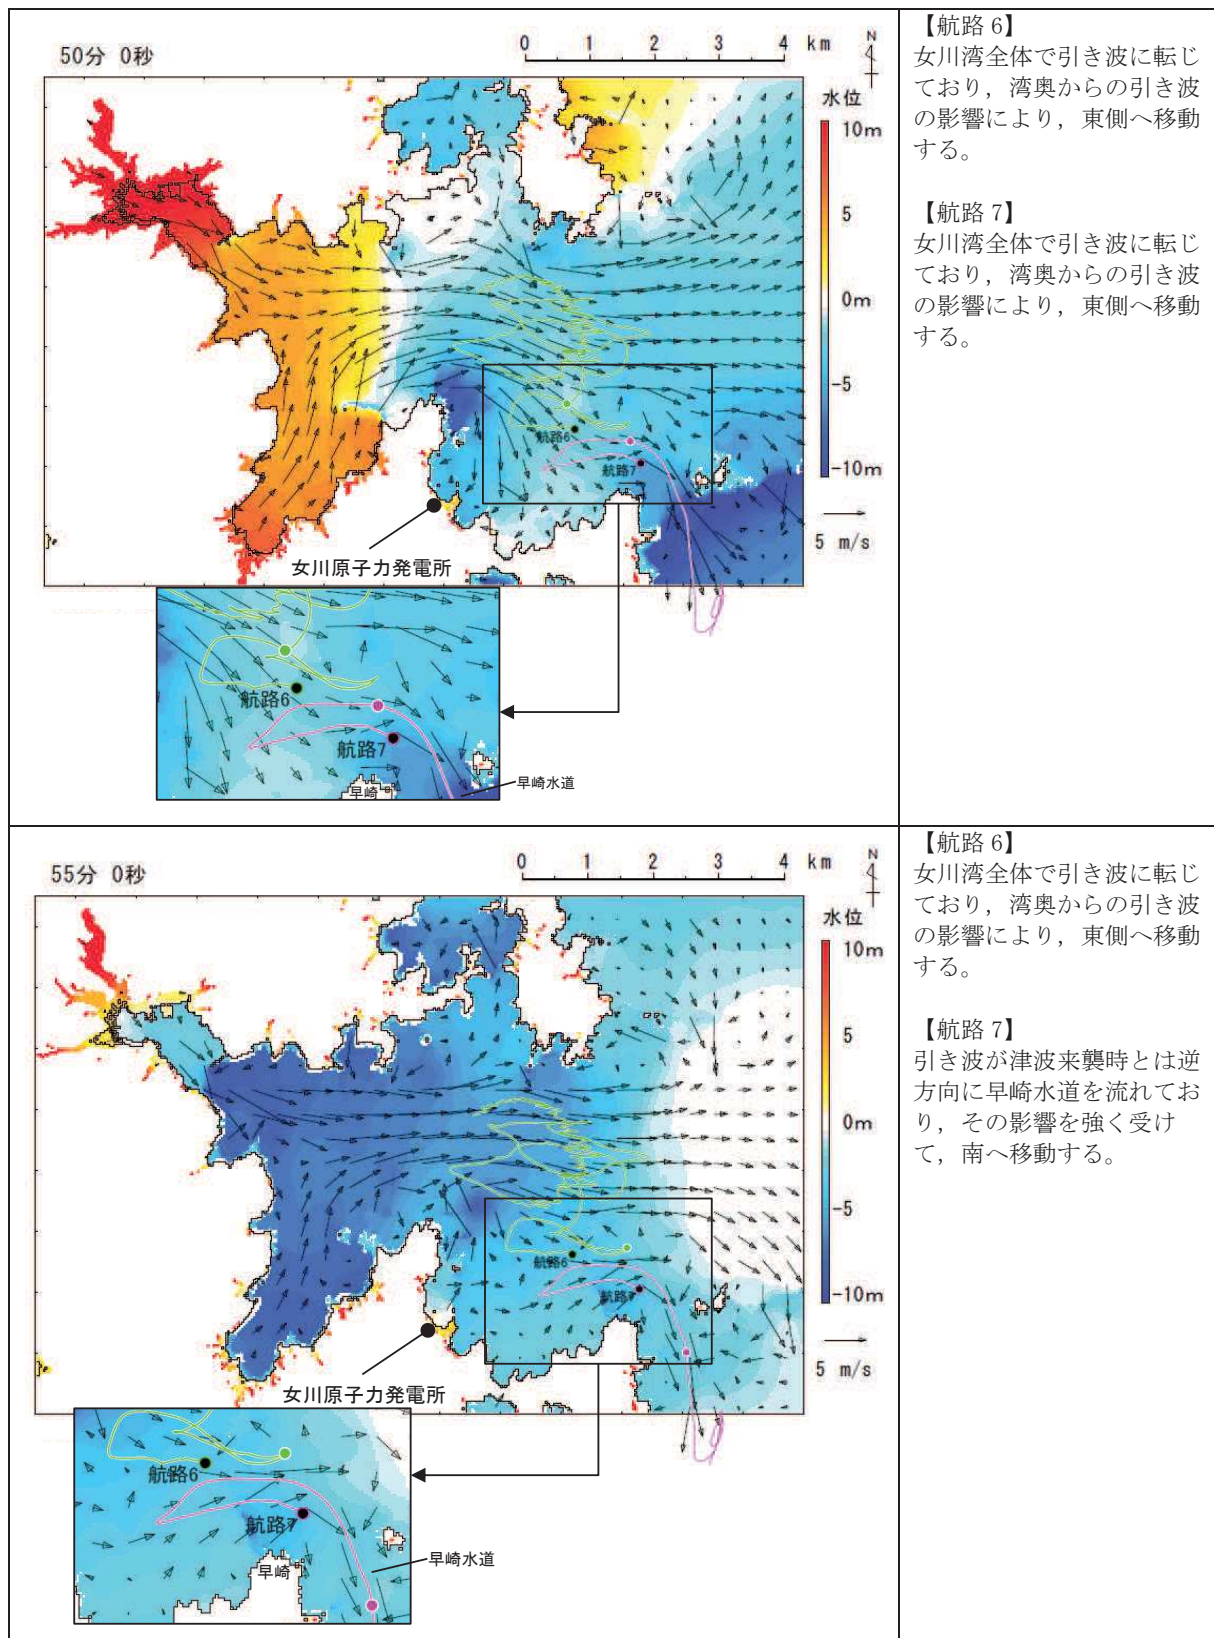 50分 0秒
0 1 2 3 4 km
N
水位
10m
5
0m
-5
-10m
5 m/s
航路6
航路7
女川原子力発電所
航路6
航路7
早崎
早崎水道
【航路 6】
女川湾全体で引き波に転じ
ており，湾奥からの引き波
の影響により，東側へ移動
する。
【航路 7】
女川湾全体で引き波に転じ
ており，湾奥からの引き波
の影響により，東側へ移動
する。
55分 0秒
0 1 2 3 4 km
N
水位
10m
5
0m
-5
-10m
5 m/s
航路6
航路7
女川原子力発電所
航路6
航路7
早崎
早崎水道
【航路 6】
女川湾全体で引き波に転じ
ており，湾奥からの引き波
の影響により，東側へ移動
する。
【航路 7】
引き波が津波来襲時とは逆
方向に早崎水道を流れてお
り，その影響を強く受け
て，南へ移動する。